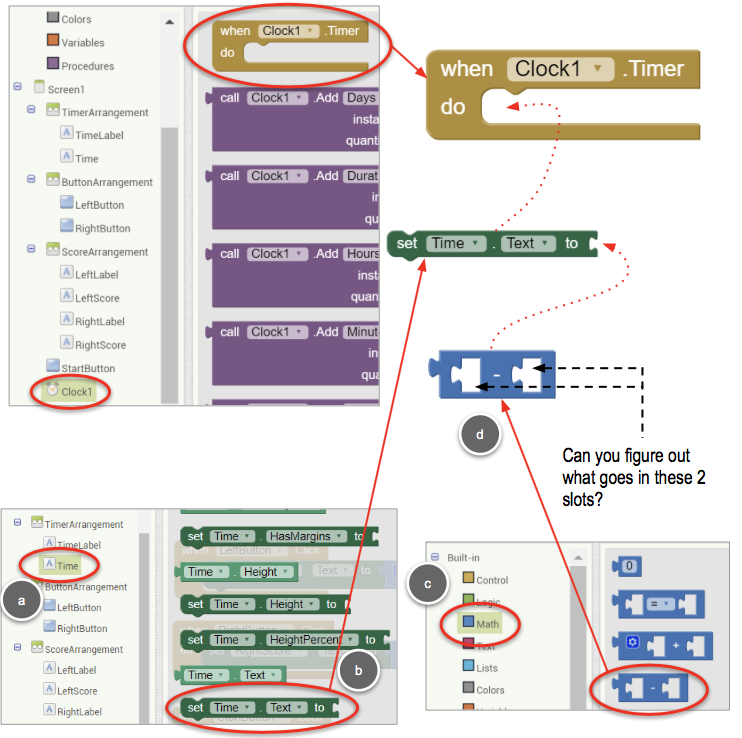 Colors
Variables
Procedures
Screen1
TimerArrangement
TimeLabel
Time
ButtonArrangement
LeftButton
RightButton
ScoreArrangement
LeftLabel
LeftScore
RightLabel
RightScore
StartButton
Clock1
when Clock1 .Timer
do
call Clock1 .Add Days
insta
quanti
call Clock1 .Add Durat
in
qu
call Clock1 .Add Hours
insta
quan
call Clock1 .Add Minut
in
qua
when Clock1 .Timer
do
set Time . Text to
-
d
Can you figure out
what goes in these 2
slots?
TimerArrangement
TimeLabel
Time
a
ButtonArrangement
LeftButton
RightButton
ScoreArrangement
LeftLabel
LeftScore
RightLabel
set Time . HasMargins to
when LeftButton .Click
Time . Height
set Time . Height to
set Time . HeightPercent to
b
Time . Text
set Time . Text to
StartButton
Built-in
Control
c
Logic
Math
Text
Lists
Colors
0
=
+
-